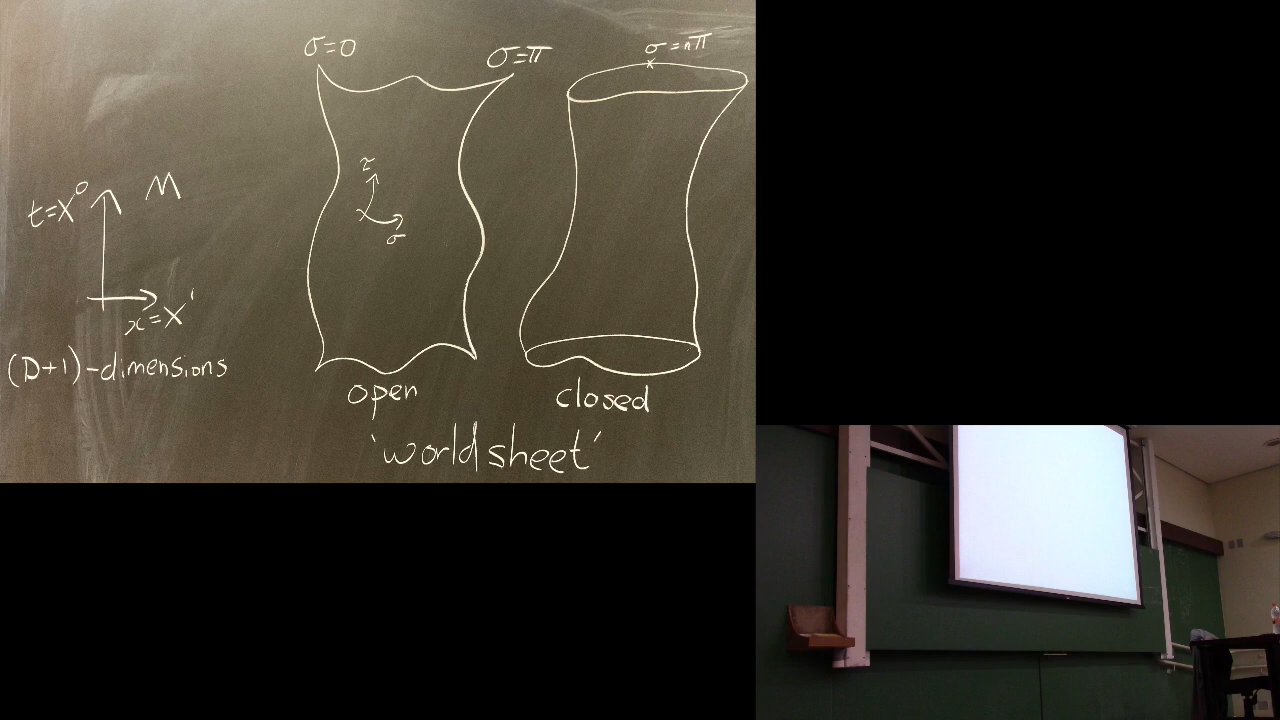 σ=0
σ=π
σ=nπ
τ
σ
t=X⁰
M
x=X¹
(D+1)-dimensions
open
closed
'worldsheet'